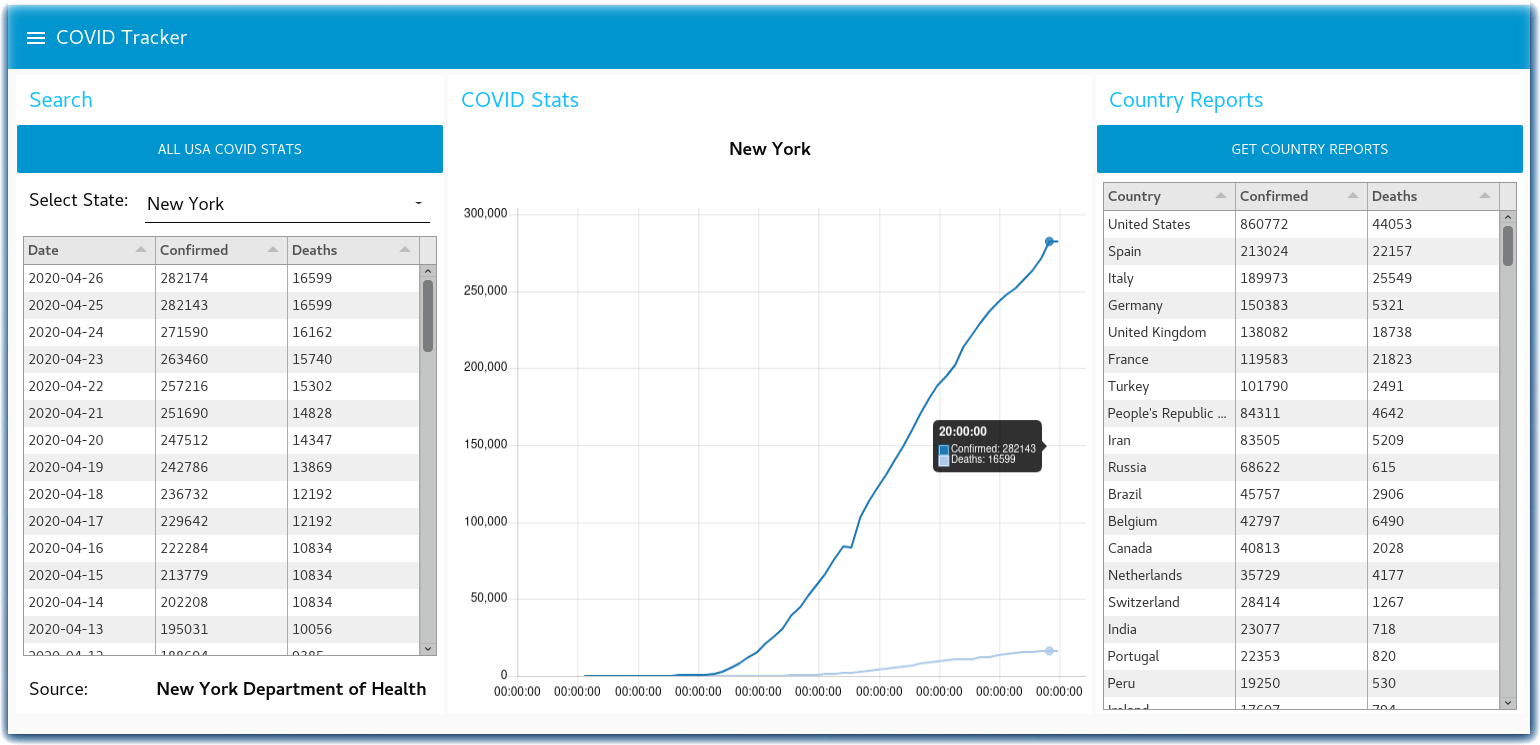 COVID Tracker
Search
ALL USA COVID STATS
Select State: New York
Date Confirmed Deaths
2020-04-26 282174 16599
2020-04-25 282143 16599
2020-04-24 271590 16162
2020-04-23 263460 15740
2020-04-22 257216 15302
2020-04-21 251690 14828
2020-04-20 247512 14347
2020-04-19 242786 13869
2020-04-18 236732 12192
2020-04-17 229642 12192
2020-04-16 222284 10834
2020-04-15 213779 10834
2020-04-14 202208 10834
2020-04-13 195031 10056
Source: New York Department of Health
COVID Stats
New York
300,000
250,000
200,000
150,000
100,000
50,000
0
20:00:00
Confirmed: 282143
Deaths: 16599
00:00:00 00:00:00 00:00:00 00:00:00 00:00:00 00:00:00 00:00:00 00:00:00 00:00:00 00:00:00
Country Reports
GET COUNTRY REPORTS
Country Confirmed Deaths
United States 860772 44053
Spain 213024 22157
Italy 189973 25549
Germany 150383 5321
United Kingdom 138082 18738
France 119583 21823
Turkey 101790 2491
People's Republic ... 84311 4642
Iran 83505 5209
Russia 68622 615
Brazil 45757 2906
Belgium 42797 6490
Canada 40813 2028
Netherlands 35729 4177
Switzerland 28414 1267
India 23077 718
Portugal 22353 820
Peru 19250 530